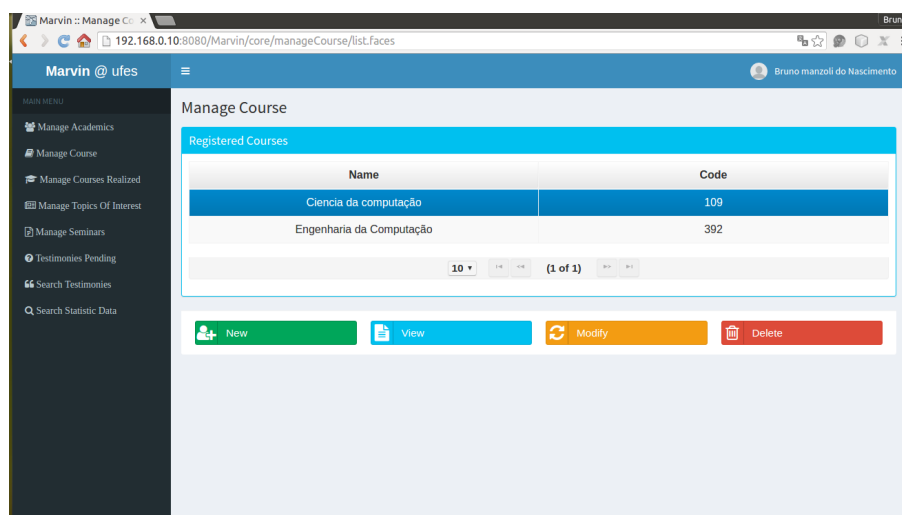 Marvin :: Manage Co
Brun
192.168.0.10:8080/Marvin/core/manageCourse/list.faces
Marvin @ ufes
Bruno manzoli do Nascimento
MAIN MENU
Manage Academics
Manage Course
Manage Courses Realized
Manage Topics Of Interest
Manage Seminars
Testimonies Pending
Search Testimonies
Search Statistic Data
Manage Course
Registered Courses
Name Code
Ciencia da computação 109
Engenharia da Computação 392
10 (1 of 1)
New View Modify Delete